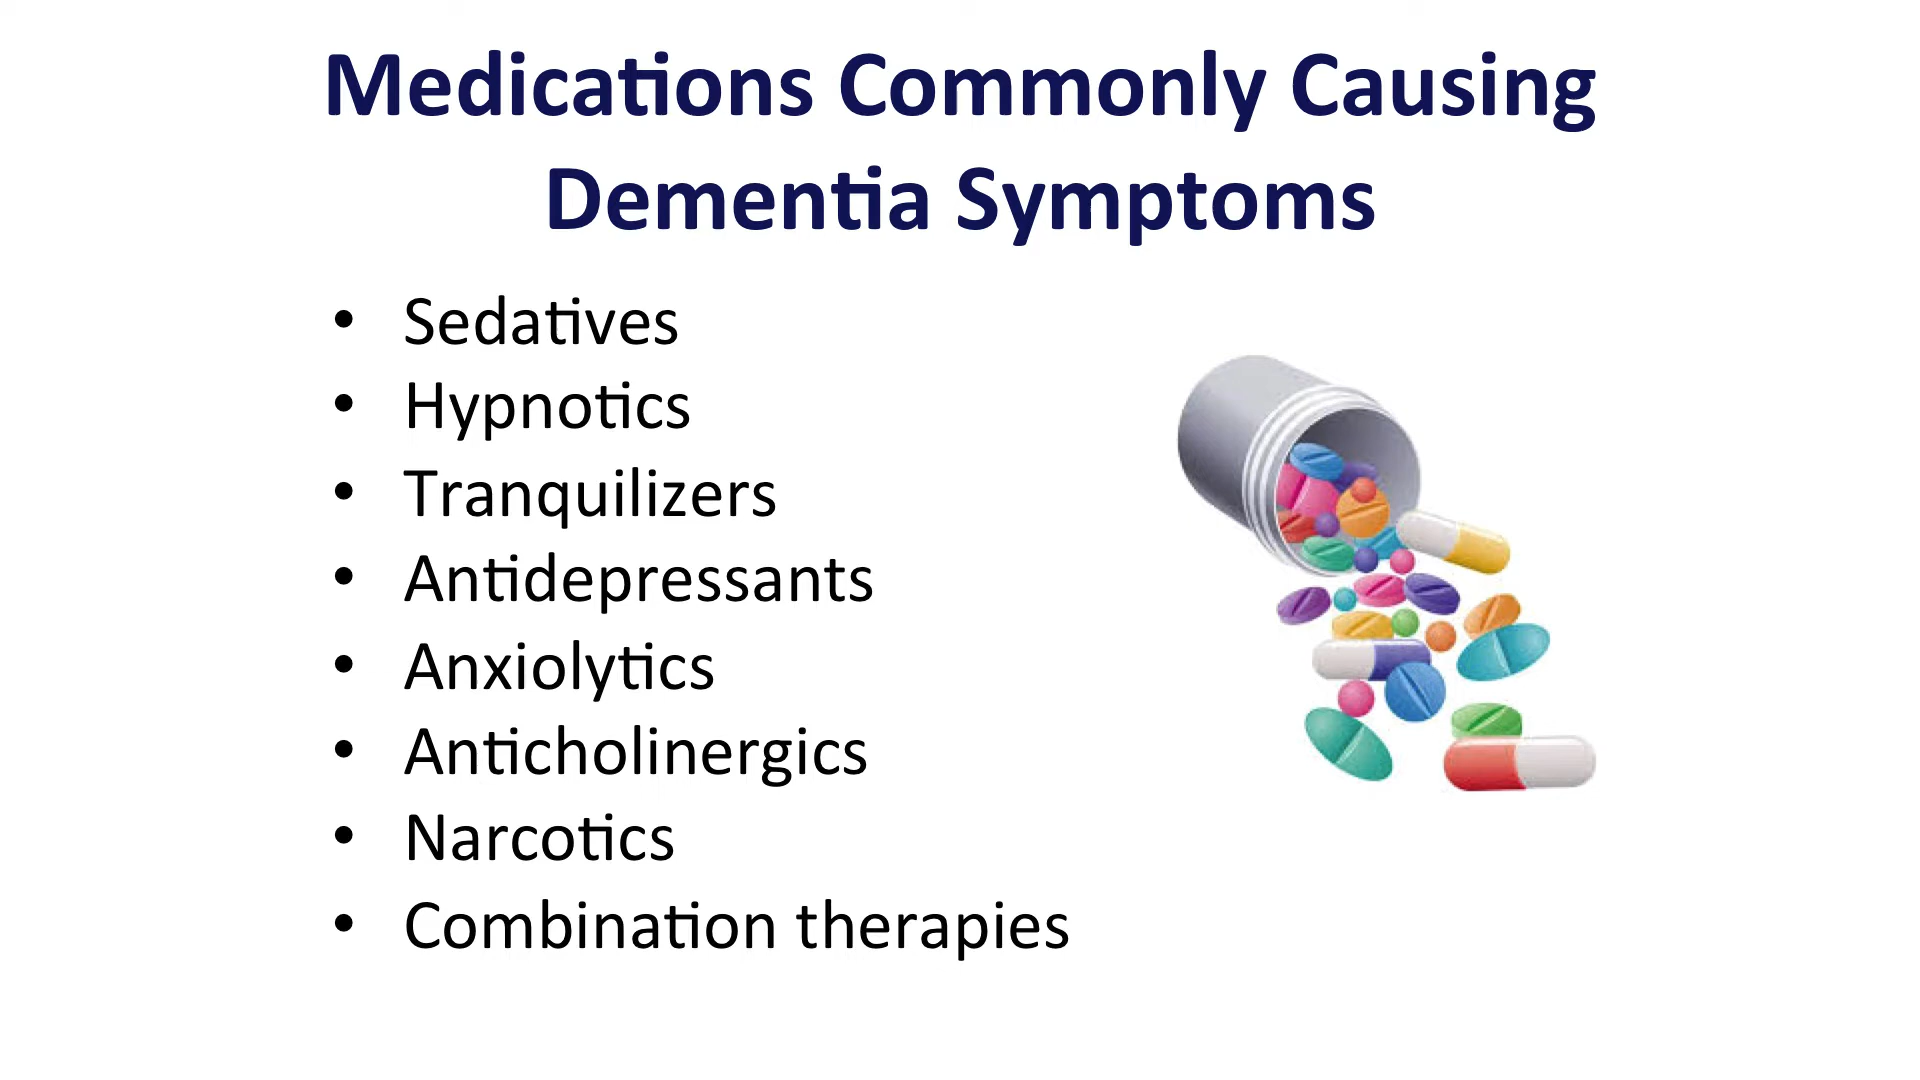 Medications Commonly Causing
Dementia Symptoms
• Sedatives
• Hypnotics
• Tranquilizers
• Antidepressants
• Anxiolytics
• Anticholinergics
• Narcotics
• Combination therapies